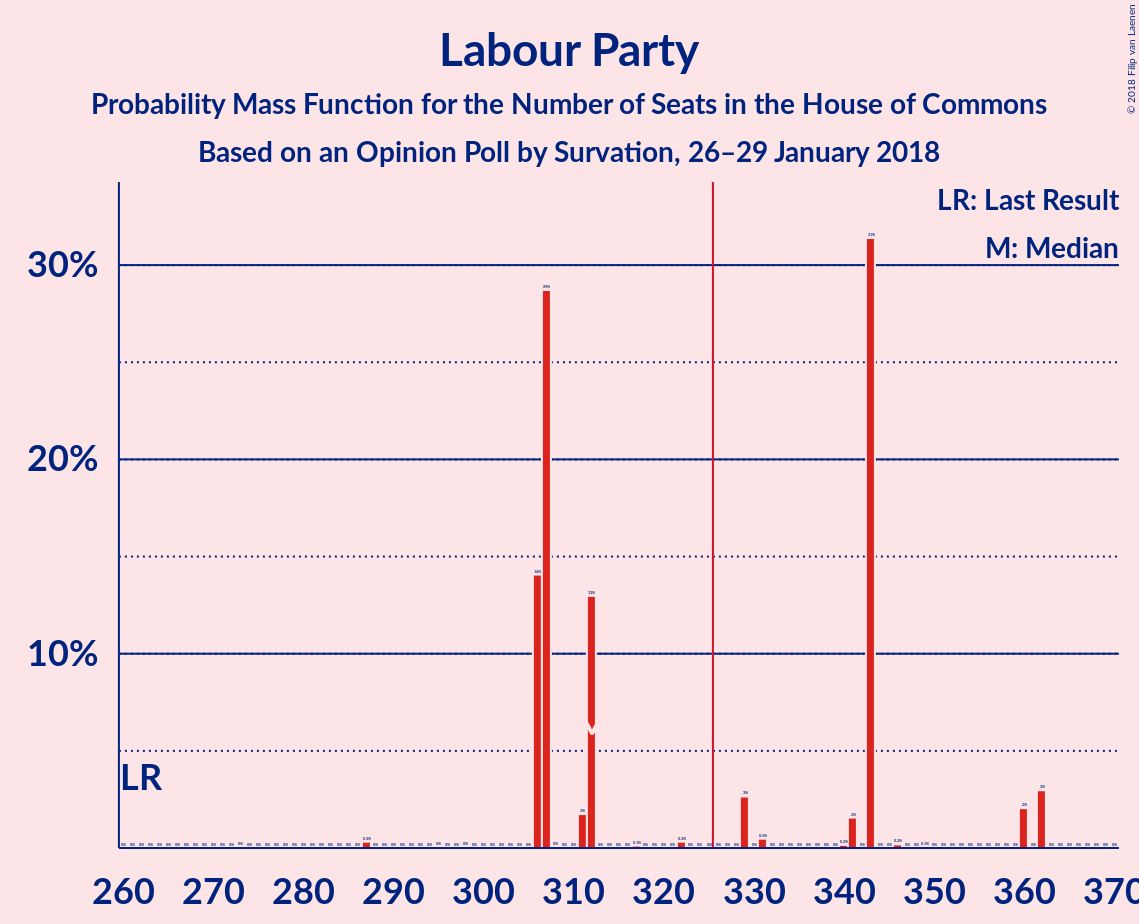 Labour Party
Probability Mass Function for the Number of Seats in the House of Commons
Based on an Opinion Poll by Survation, 26–29 January 2018
© 2018 Filip van Laenen
LR: Last Result
M: Median
30%
20%
10%
LR
M
260 270 280 290 300 310 320 330 340 350 360 370